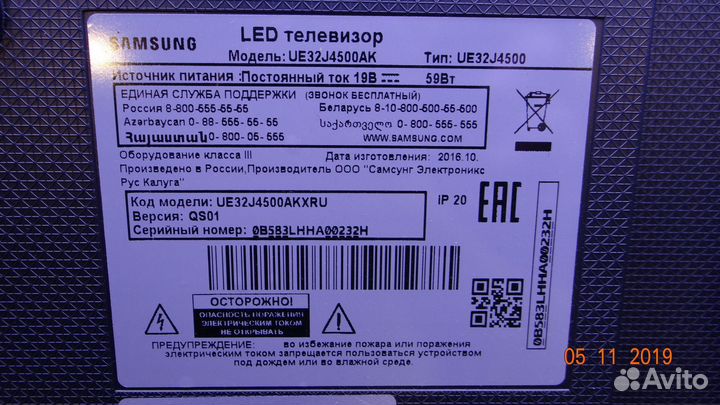 SAMSUNG
LED телевизор
Модель: UE32J4500AK Тип: UE32J4500
Источник питания :Постоянный ток 19В 59Вт
ЕДИНАЯ СЛУЖБА ПОДДЕРЖКИ (ЗВОНОК БЕСПЛАТНЫЙ)
Россия 8-800-555-55-55 Беларусь 8-10-800-500-55-500
Azərbaycan 0- 88- 555- 55- 55 საქართველო 0-800- 555- 555
Հայաստան 0-800- 05- 555 WWW.SAMSUNG.COM
Оборудование класса III Дата изготовления : 2016.10.
Произведено в России,Производитель ООО "Самсунг Электроникс
Рус Калуга"
Код модели: UE32J4500AKXRU
Версия: QS01
Серийный номер: 0B583LHHA00232H
IP 20
EAC
0B583LHHA00232H
ОСТОРОЖНО!
ОПАСНОСТЬ ПОРАЖЕНИЯ
ЭЛЕКТРИЧЕСКИМ ТОКОМ
НЕ ОТКРЫВАТЬ
ПРЕДУПРЕЖДЕНИЕ: во избежание пожара или поражения
электрическим током запрещается пользоваться устройством
под дождем или во влажной среде.
05 11 2019
Avito